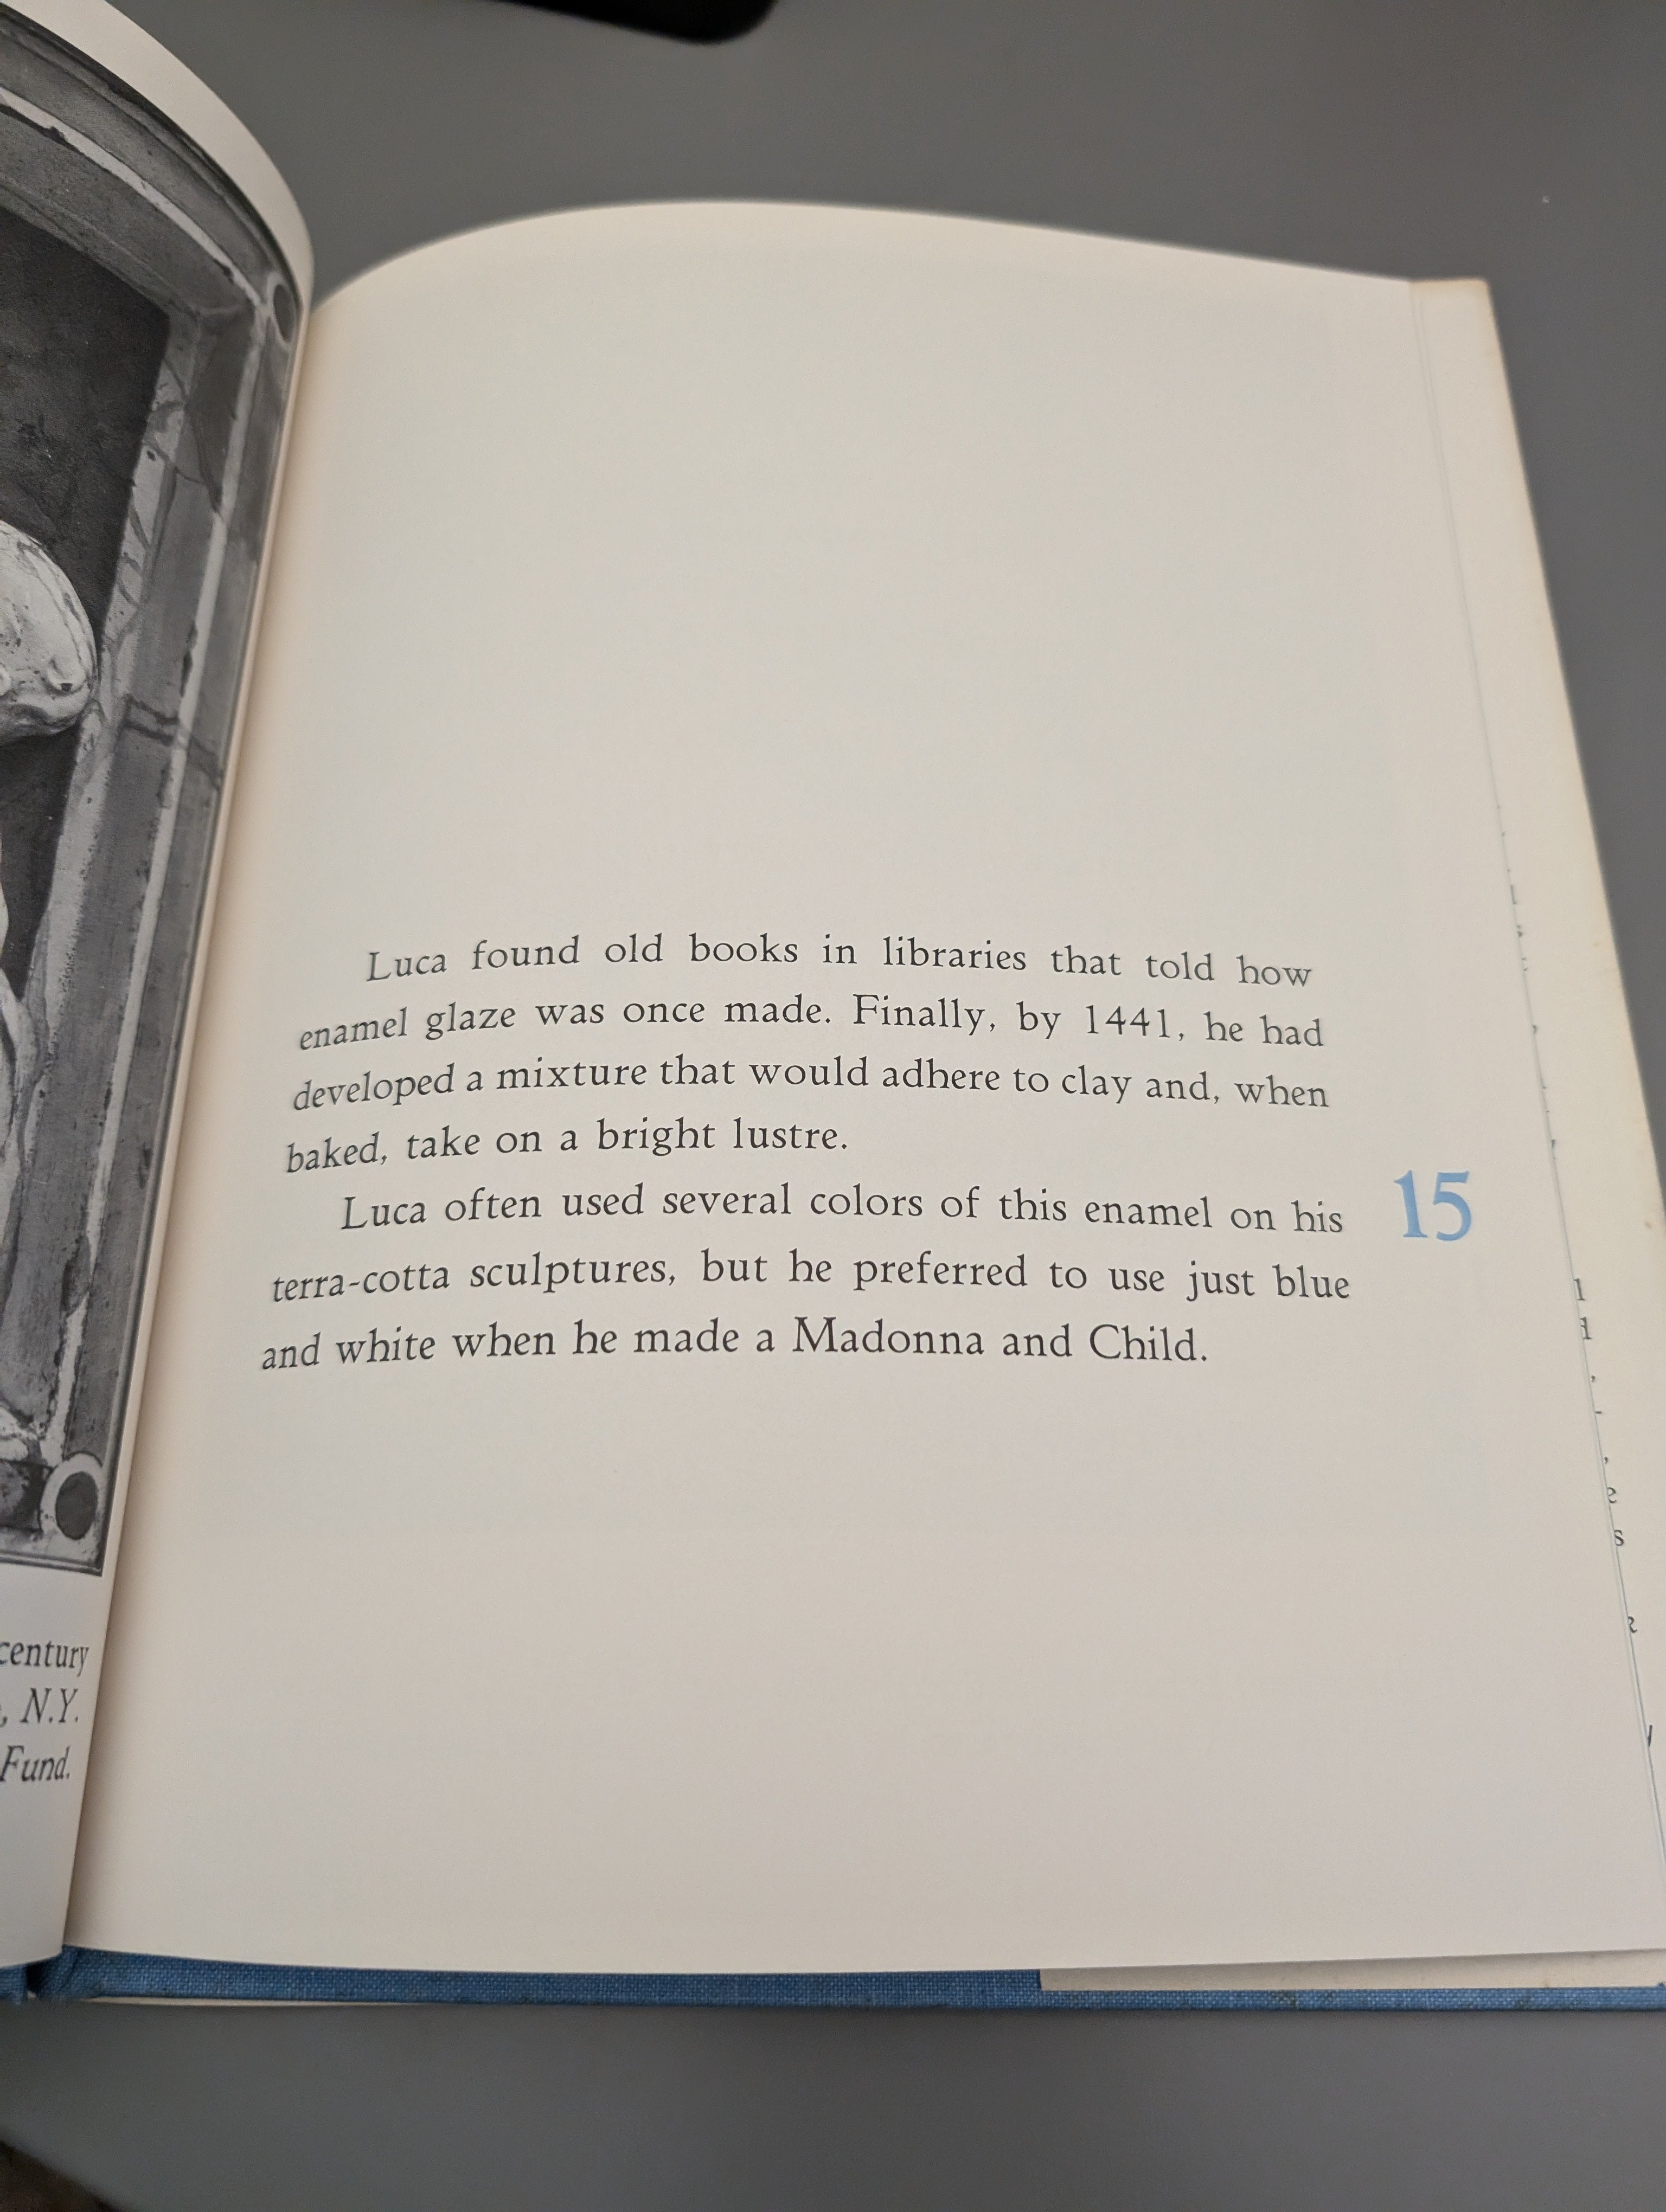 century
, N.Y.
Fund.
Luca found old books in libraries that told how
enamel glaze was once made. Finally, by 1441, he had
developed a mixture that would adhere to clay and, when
baked, take on a bright lustre.
Luca often used several colors of this enamel on his
terra-cotta sculptures, but he preferred to use just blue
and white when he made a Madonna and Child.
15